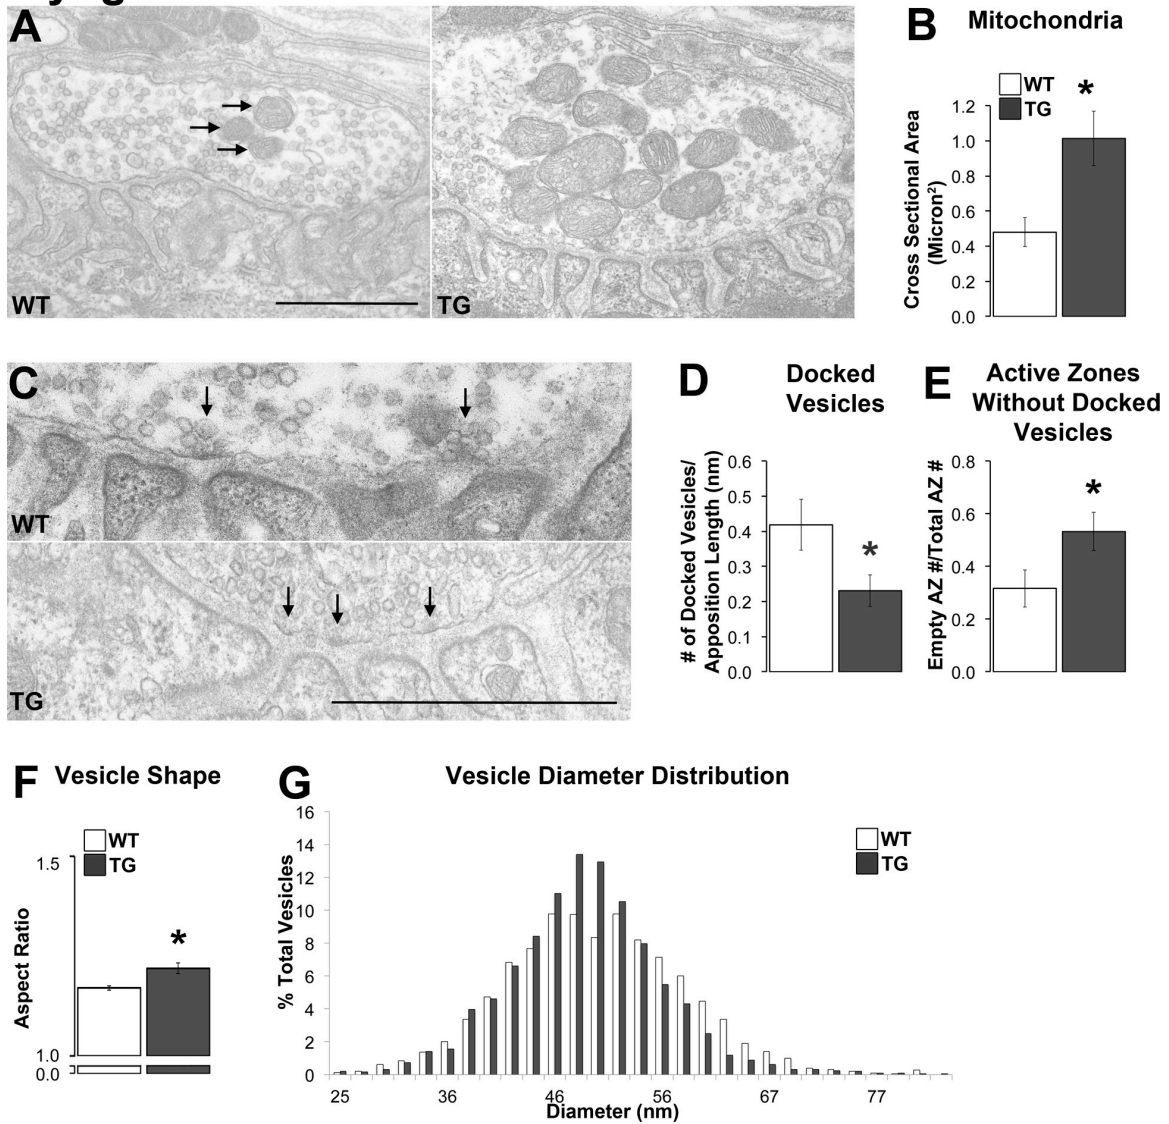 A
WT
TG
B Mitochondria
WT
TG
*
Cross Sectional Area
(Micron²)
1.2
1.0
0.8
0.6
0.4
0.2
0.0
C
WT
TG
D Docked
Vesicles
# of Docked Vesicles/
Apposition Length (nm)
0.6
0.5
0.4
0.3
0.2
0.1
0.0
*
E Active Zones
Without Docked
Vesicles
Empty AZ #/Total AZ #
0.8
0.6
0.4
0.2
0.0
*
F Vesicle Shape
WT
TG
Aspect Ratio
1.5
1.0
0.0
*
G Vesicle Diameter Distribution
WT
TG
% Total Vesicles
16
14
12
10
8
6
4
2
0
25 36 46 56 67 77
Diameter (nm)